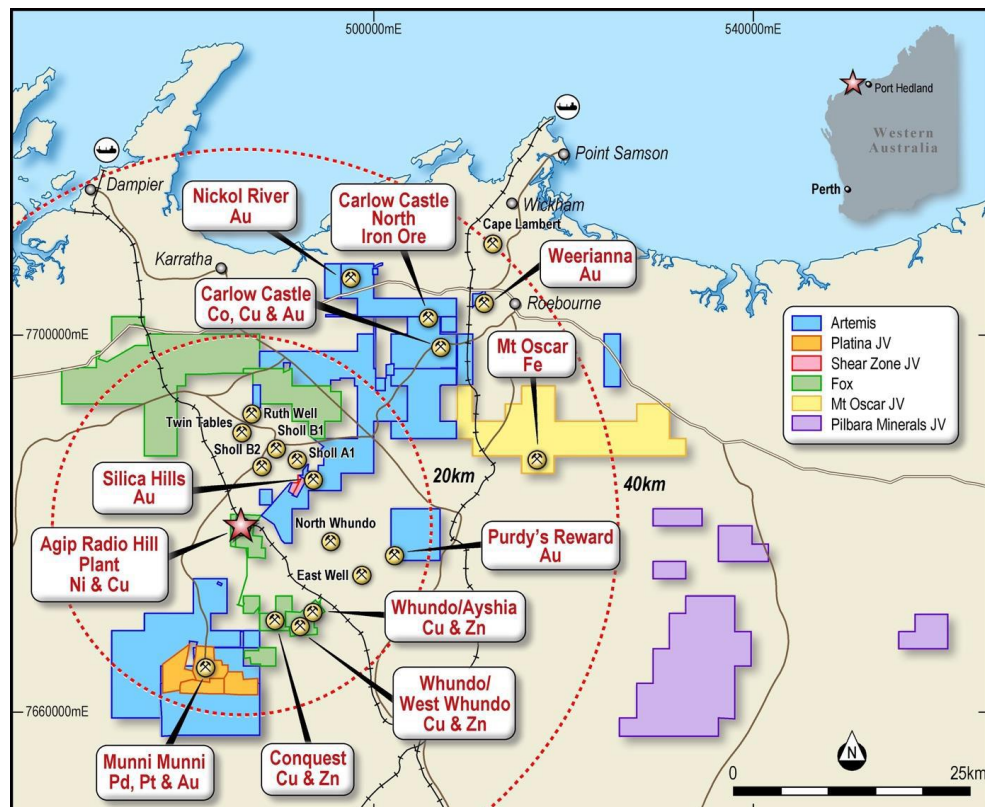 500000mE
540000mE
Port Hedland
Western
Australia
Perth
Point Samson
Dampier
Nickol River
Au
Carlow Castle
North
Iron Ore
Wickham
Cape Lambert
Weerianna
Au
Karratha
Carlow Castle
Co, Cu & Au
Roebourne
7700000mE
Mt Oscar
Fe
Artemis
Platina JV
Shear Zone JV
Fox
Mt Oscar JV
Pilbara Minerals JV
Ruth Well
Twin Tables
Sholl B1
Sholl B2
Sholl A1
Silica Hills
Au
20km
40km
North Whundo
Agip Radio Hill
Plant
Ni & Cu
Purdy's Reward
Au
East Well
Whundo/Ayshia
Cu & Zn
Whundo/
West Whundo
Cu & Zn
7660000mE
Munni Munni
Pd, Pt & Au
Conquest
Cu & Zn
N
0
25km